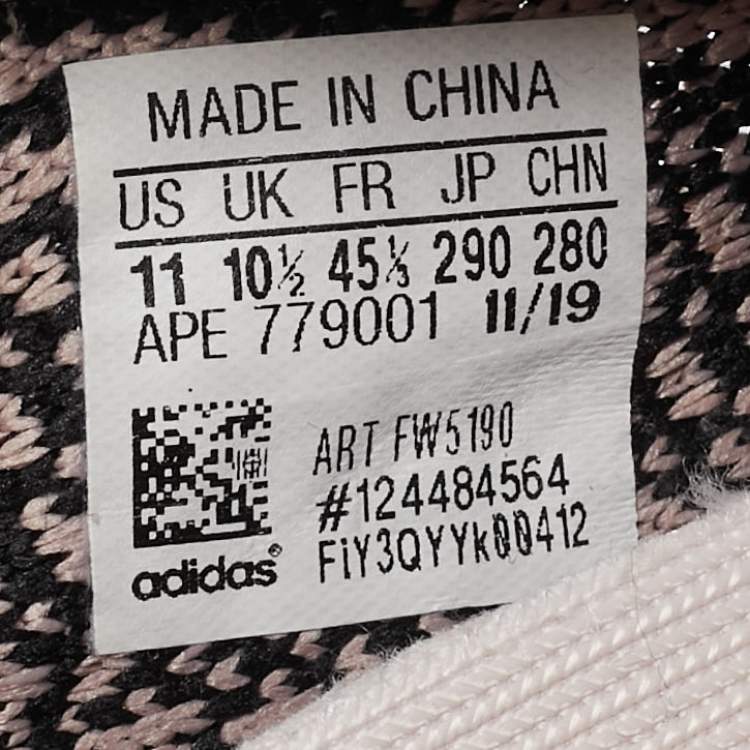 MADE IN CHINA
US UK FR JP CHN
11 10½ 45⅓ 290 280
APE 779001 11/19
ART FW5190
#124484564
FiY3QYYk00412
adidas®